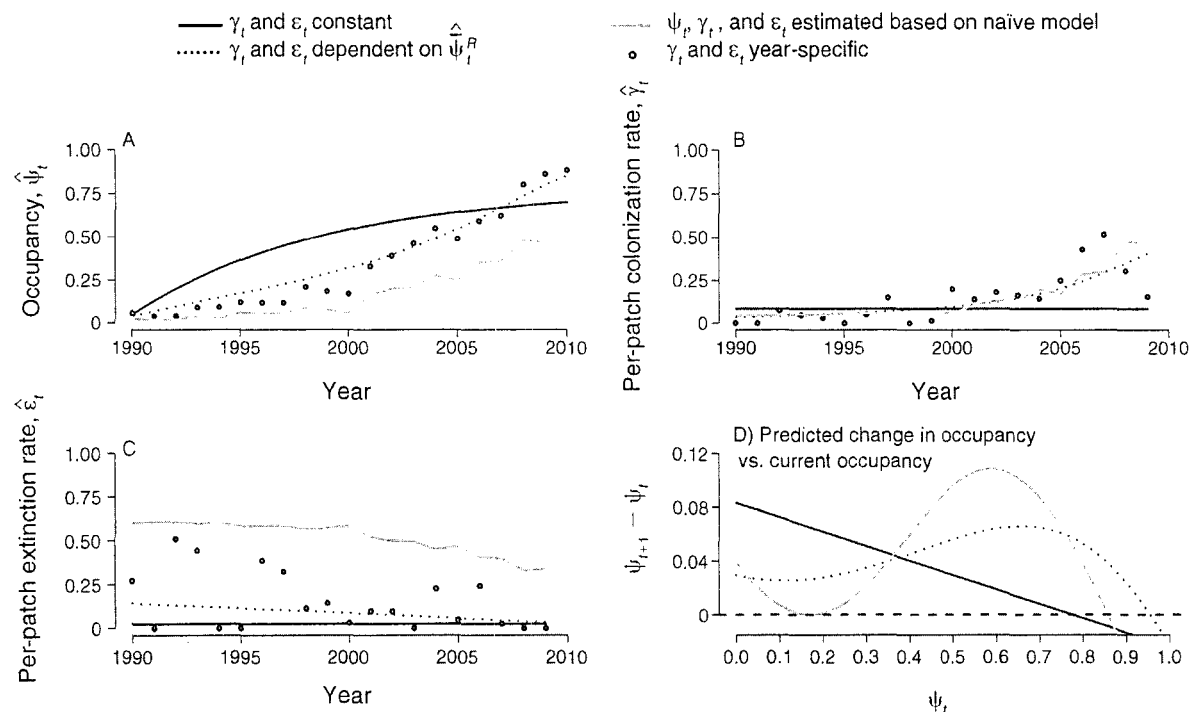 γt and εt constant
γt and εt dependent on ψ̂̄tR
ψt, γt, and εt estimated based on naïve model
γt and εt year-specific
A
Occupancy, ψ̂t
1.00
0.75
0.50
0.25
0
1990 1995 2000 2005 2010
Year
B
Per-patch colonization rate, γ̂t
1.00
0.75
0.50
0.25
0
1990 1995 2000 2005 2010
Year
C
Per-patch extinction rate, ε̂t
1.00
0.75
0.50
0.25
0
1990 1995 2000 2005 2010
Year
D) Predicted change in occupancy
vs. current occupancy
ψt+1 − ψt
0.12
0.08
0.04
0
0.0 0.1 0.2 0.3 0.4 0.5 0.6 0.7 0.8 0.9 1.0
ψt